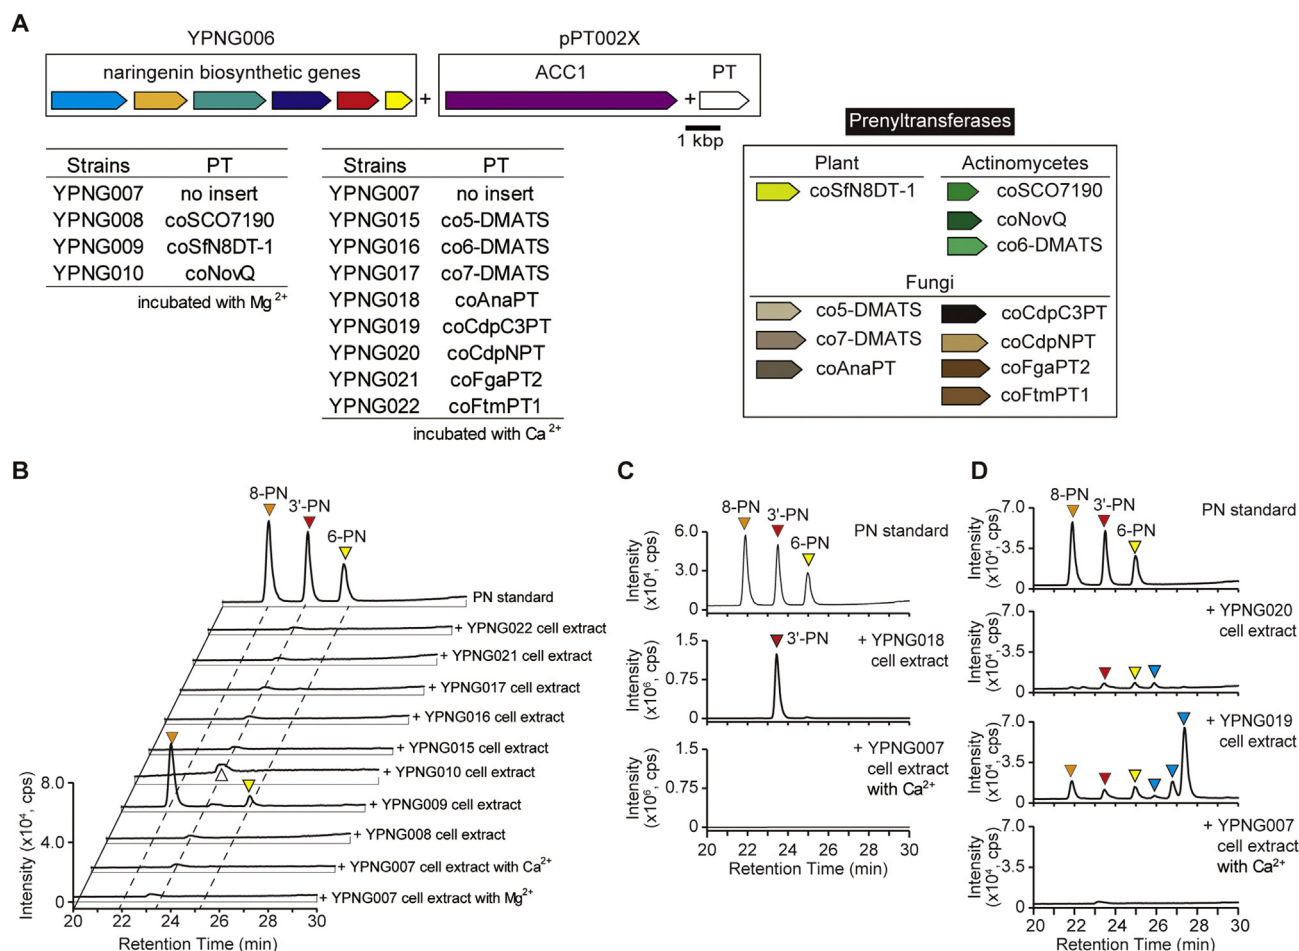 A
YPNG006
pPT002X
naringenin biosynthetic genes
ACC1
PT
+
+
1 kbp
Strains PT
YPNG007 no insert
YPNG008 coSCO7190
YPNG009 coSfN8DT-1
YPNG010 coNovQ
incubated with Mg2+
Strains PT
YPNG007 no insert
YPNG015 co5-DMATS
YPNG016 co6-DMATS
YPNG017 co7-DMATS
YPNG018 coAnaPT
YPNG019 coCdpC3PT
YPNG020 coCdpNPT
YPNG021 coFgaPT2
YPNG022 coFtmPT1
incubated with Ca2+
Prenyltransferases
Plant
coSfN8DT-1
Actinomycetes
coSCO7190
coNovQ
co6-DMATS
Fungi
co5-DMATS
co7-DMATS
coAnaPT
coCdpC3PT
coCdpNPT
coFgaPT2
coFtmPT1
B
8-PN
3'-PN
6-PN
PN standard
+ YPNG022 cell extract
+ YPNG021 cell extract
+ YPNG017 cell extract
+ YPNG016 cell extract
+ YPNG015 cell extract
+ YPNG010 cell extract
+ YPNG009 cell extract
+ YPNG008 cell extract
+ YPNG007 cell extract with Ca2+
+ YPNG007 cell extract with Mg2+
8.0
4.0
0
Intensity (x10⁴, cps)
20 22 24 26 28 30
Retention Time (min)
C
8-PN
3'-PN
6-PN
PN standard
6.0
3.0
0
Intensity
(x10⁴, cps)
3'-PN
+ YPNG018
cell extract
1.5
0.75
0
Intensity
(x10⁶, cps)
+ YPNG007
cell extract
with Ca2+
1.5
0.75
0
Intensity
(x10⁶, cps)
20 22 24 26 28 30
Retention Time (min)
D
8-PN
3'-PN
6-PN
PN standard
7.0
-3.5
0
Intensity
(x10⁴, cps)
+ YPNG020
cell extract
7.0
-3.5
0
Intensity
(x10⁴, cps)
+ YPNG019
cell extract
7.0
-3.5
0
Intensity
(x10⁴, cps)
+ YPNG007
cell extract
with Ca2+
7.0
-3.5
0
Intensity
(x10⁴, cps)
20 22 24 26 28 30
Retention Time (min)